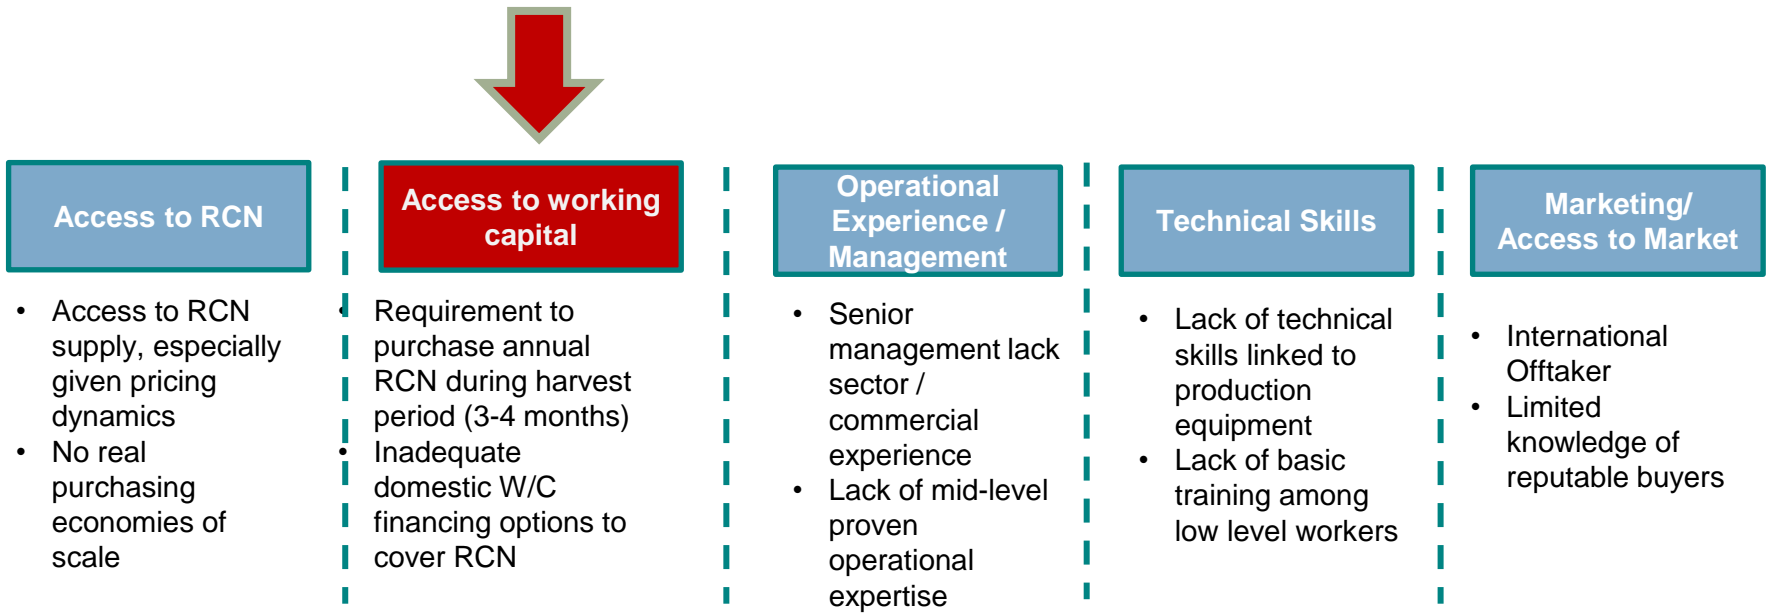 Access to RCN
• Access to RCN
supply, especially
given pricing
dynamics
• No real
purchasing
economies of
scale
Access to working
capital
• Requirement to
purchase annual
RCN during harvest
period (3-4 months)
• Inadequate
domestic W/C
financing options to
cover RCN
Operational
Experience /
Management
• Senior
management lack
sector /
commercial
experience
• Lack of mid-level
proven
operational
expertise
Technical Skills
• Lack of technical
skills linked to
production
equipment
• Lack of basic
training among
low level workers
Marketing/
Access to Market
• International
Offtaker
• Limited
knowledge of
reputable buyers